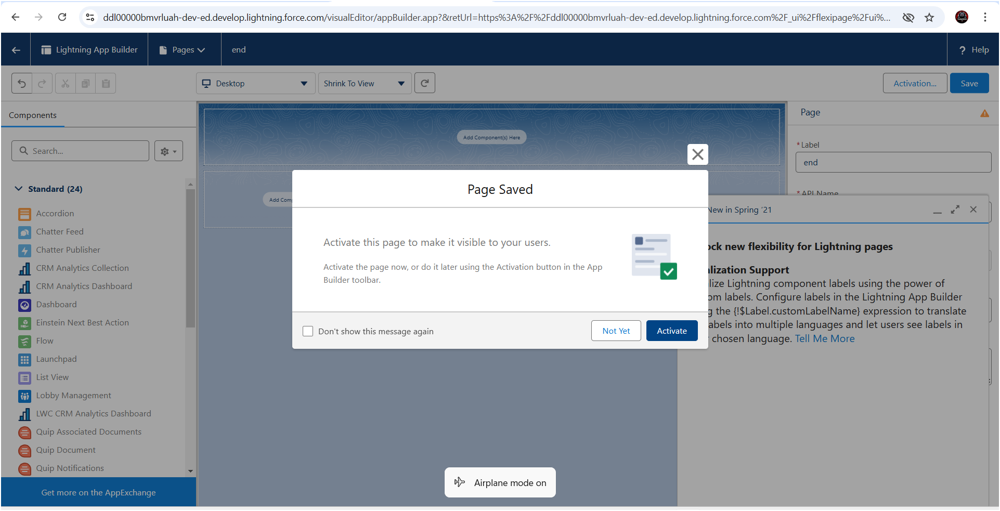 ddl00000bmvrluah-dev-ed.develop.lightning.force.com/visualEditor/appBuilder.app?&retUrl=https%3A%2F%2Fddl00000bmvrluah-dev-ed.develop.lightning.force.com%2F_ui%2Fflexipage%2Fui%...
Lightning App Builder
Pages
end
? Help
Desktop
Shrink To View
Activation...
Save
Components
Search...
Standard (24)
Accordion
Chatter Feed
Chatter Publisher
CRM Analytics Collection
CRM Analytics Dashboard
Dashboard
Einstein Next Best Action
Flow
Launchpad
List View
Lobby Management
LWC CRM Analytics Dashboard
Quip Associated Documents
Quip Document
Quip Notifications
Get more on the AppExchange
Add Component(s) Here
Add Comp
Page Saved
Activate this page to make it visible to your users.
Activate the page now, or do it later using the Activation button in the App
Builder toolbar.
Don't show this message again
Not Yet
Activate
Airplane mode on
Page
*Label
end
*API Name
New in Spring '21
ock new flexibility for Lightning pages
alization Support
lize Lightning component labels using the power of
om labels. Configure labels in the Lightning App Builder
g the {!$Label.customLabelName} expression to translate
abels into multiple languages and let users see labels in
r chosen language. Tell Me More